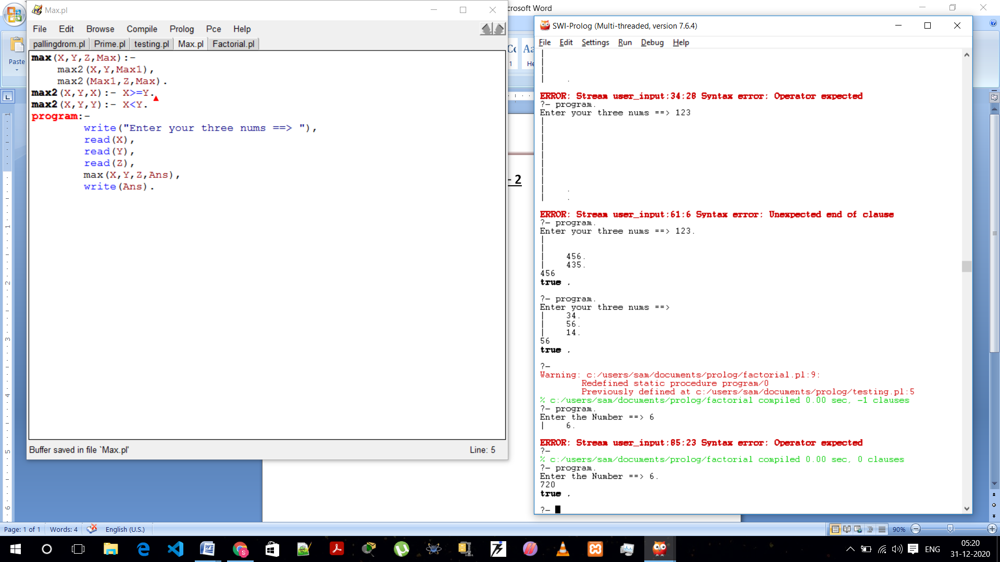 Max.pl
File Edit Browse Compile Prolog Pce Help
pallingdrom.pl Prime.pl testing.pl Max.pl Factorial.pl
max(X,Y,Z,Max):-
max2(X,Y,Max1),
max2(Max1,Z,Max).
max2(X,Y,X):- X>=Y.
max2(X,Y,Y):- X<Y.
program:-
write("Enter your three nums ==> "),
read(X),
read(Y),
read(Z),
max(X,Y,Z,Ans),
write(Ans).
Buffer saved in file `Max.pl'
Line: 5
crosoft Word
Paste
- 2
SWI-Prolog (Multi-threaded, version 7.6.4)
File Edit Settings Run Debug Help
|
|
|
| .
ERROR: Stream user_input:34:28 Syntax error: Operator expected
?- program.
Enter your three nums ==> 123
|
|
|
|
|
|
|
|
| .
| .
ERROR: Stream user_input:61:6 Syntax error: Unexpected end of clause
?- program.
Enter your three nums ==> 123.
|
|
| 456.
| 435.
456
true .
?- program.
Enter your three nums ==>
| 34.
| 56.
| 14.
56
true .
?-
Warning: c:/users/sam/documents/prolog/factorial.pl:9:
Redefined static procedure program/0
Previously defined at c:/users/sam/documents/prolog/testing.pl:5
% c:/users/sam/documents/prolog/factorial compiled 0.00 sec, -1 clauses
?- program.
Enter the Number ==> 6
| 6.
ERROR: Stream user_input:85:23 Syntax error: Operator expected
?-
% c:/users/sam/documents/prolog/factorial compiled 0.00 sec, 0 clauses
?- program.
Enter the Number ==> 6.
720
true .
?-
Page: 1 of 1 Words: 4 English (U.S.) 90%
ENG
05:20
31-12-2020